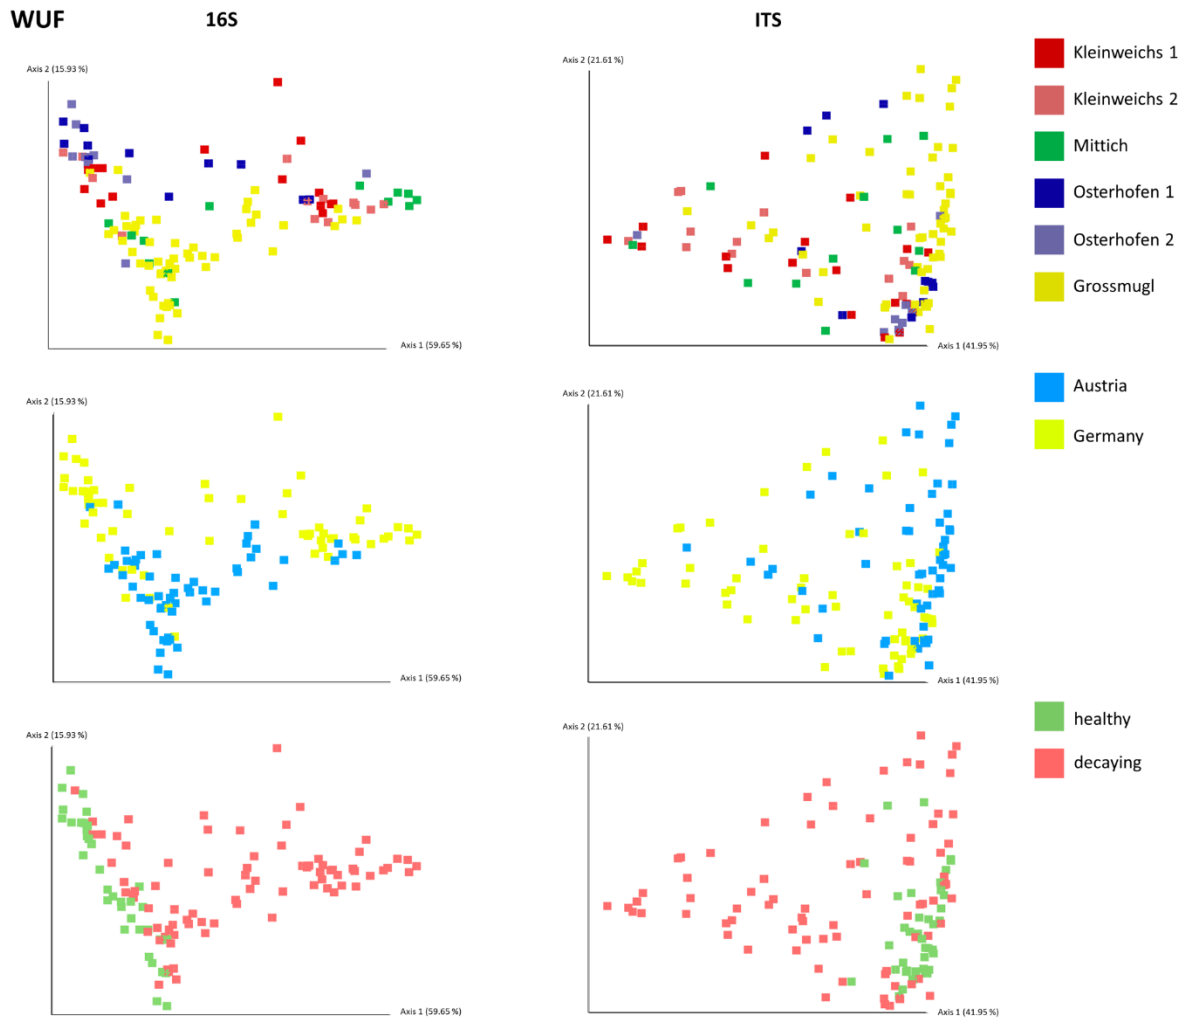 WUF
16S
ITS
Axis 2 (15.93 %)
Axis 1 (59.65 %)
Axis 2 (21.61 %)
Axis 1 (41.95 %)
Kleinweichs 1
Kleinweichs 2
Mittich
Osterhofen 1
Osterhofen 2
Grossmugl
Axis 2 (15.93 %)
Axis 1 (59.65 %)
Axis 2 (21.61 %)
Axis 1 (41.95 %)
Austria
Germany
Axis 2 (15.93 %)
Axis 1 (59.65 %)
Axis 2 (21.61 %)
Axis 1 (41.95 %)
healthy
decaying